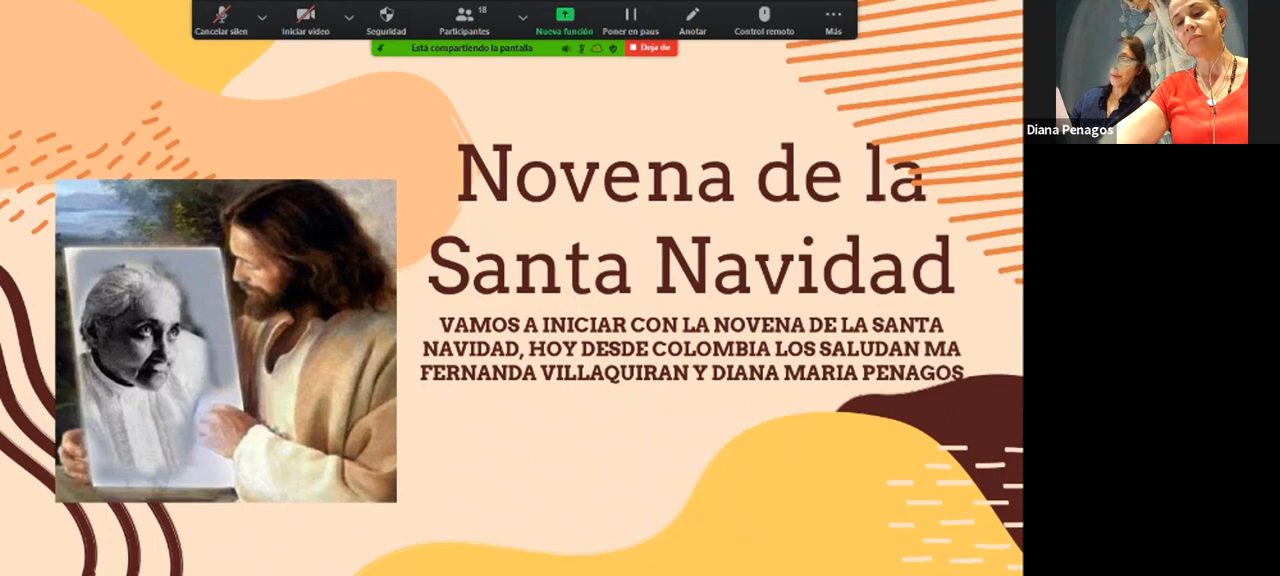 Cancelar silen
Iniciar video
Seguridad
Participantes
18
Nueva función
Poner en paus
Anotar
Control remoto
Más
Está compartiendo la pantalla
Deja de
Diana Penagos
Novena de la
Santa Navidad
VAMOS A INICIAR CON LA NOVENA DE LA SANTA
NAVIDAD, HOY DESDE COLOMBIA LOS SALUDAN MA
FERNANDA VILLAQUIRAN Y DIANA MARIA PENAGOS